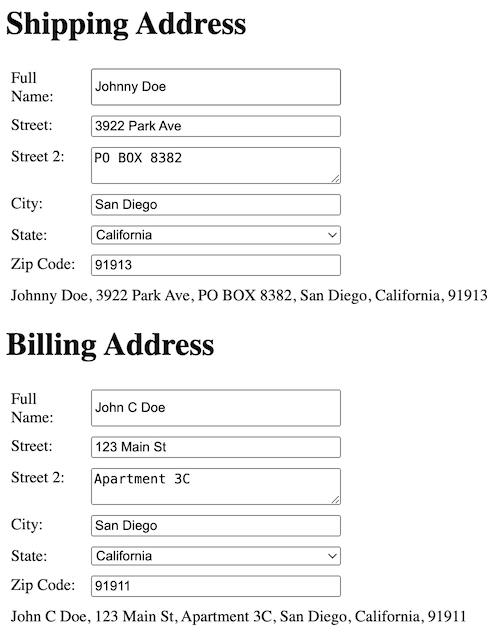 Shipping Address
Full
Name:
Johnny Doe
Street: 3922 Park Ave
Street 2: PO BOX 8382
City: San Diego
State: California
Zip Code: 91913
Johnny Doe, 3922 Park Ave, PO BOX 8382, San Diego, California, 91913
Billing Address
Full
Name:
John C Doe
Street: 123 Main St
Street 2: Apartment 3C
City: San Diego
State: California
Zip Code: 91911
John C Doe, 123 Main St, Apartment 3C, San Diego, California, 91911